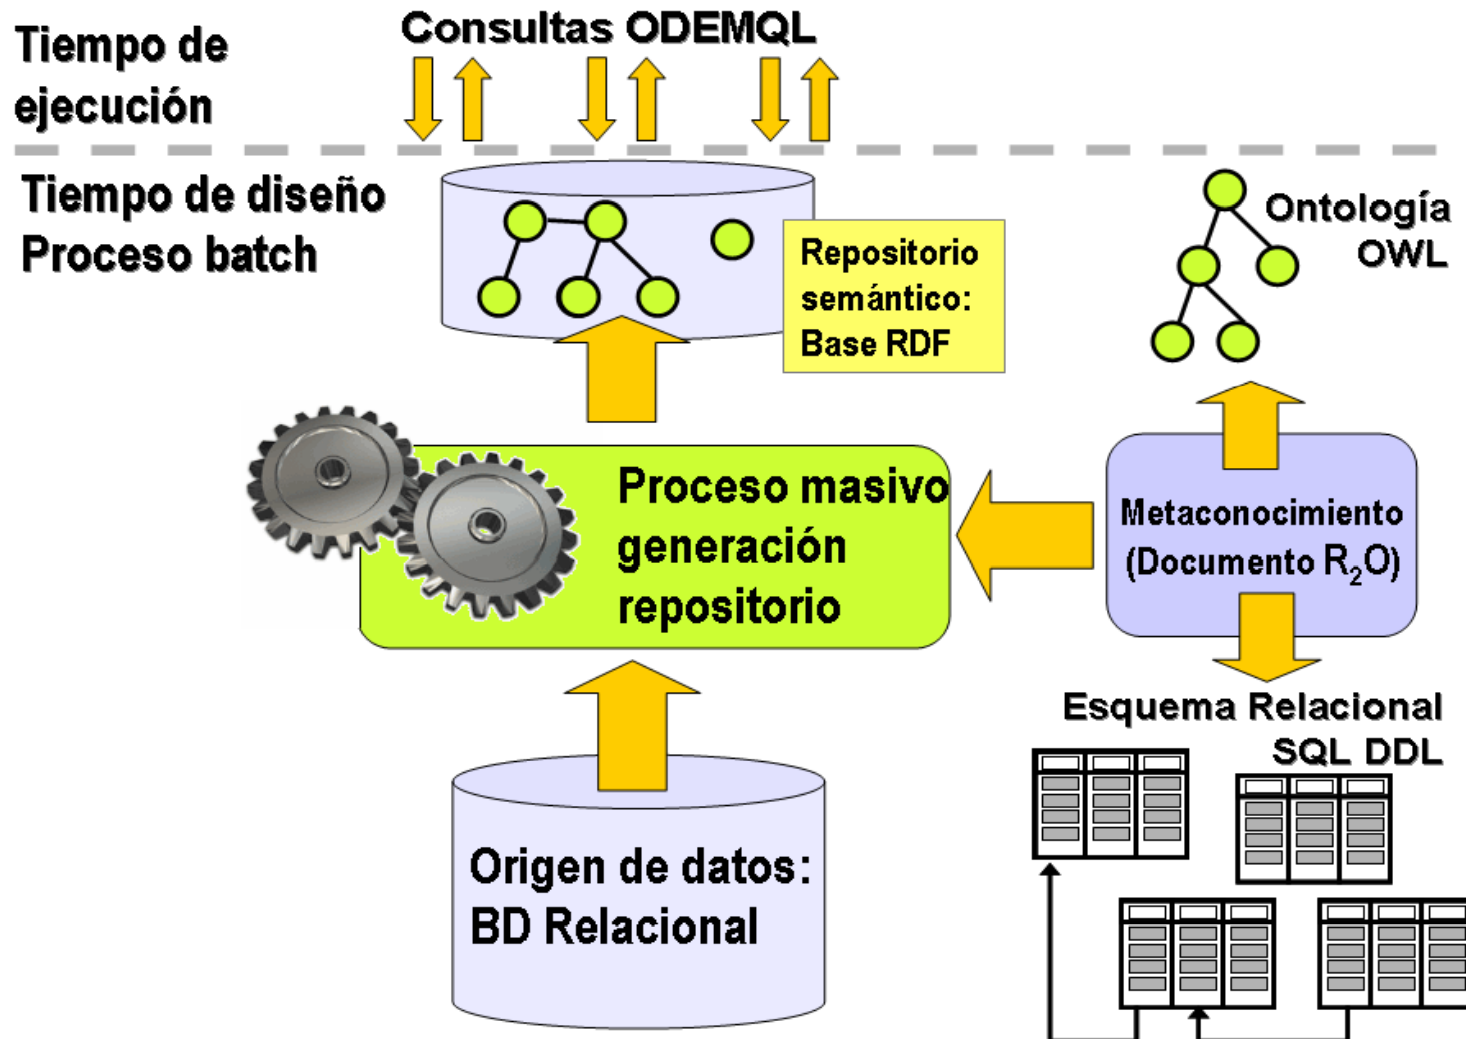 Tiempo de
ejecución
Consultas ODEMQL
Tiempo de diseño
Proceso batch
Repositorio
semántico:
Base RDF
Ontología
OWL
Proceso masivo
generación
repositorio
Metaconocimiento
(Documento R₂O)
Esquema Relacional
SQL DDL
Origen de datos:
BD Relacional